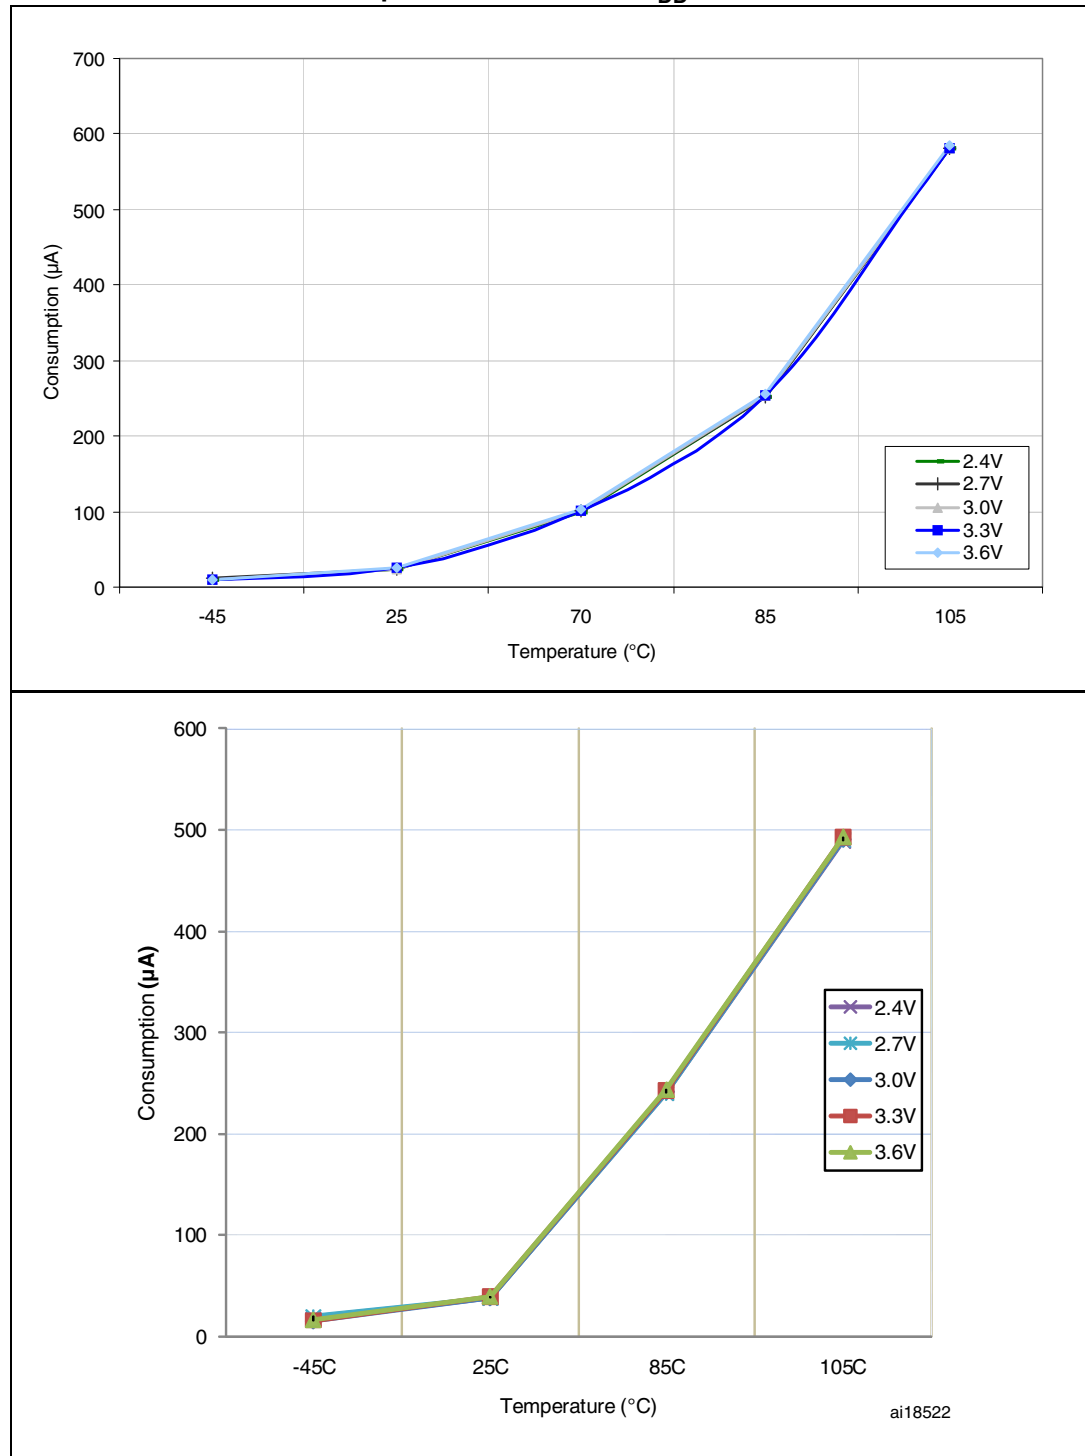 700
600
500
400
300
200
100
0
Consumption (µA)
-45 25 70 85 105
Temperature (°C)
2.4V
2.7V
3.0V
3.3V
3.6V
600
500
400
300
200
100
0
Consumption (µA)
-45C 25C 85C 105C
Temperature (°C)
2.4V
2.7V
3.0V
3.3V
3.6V
ai18522